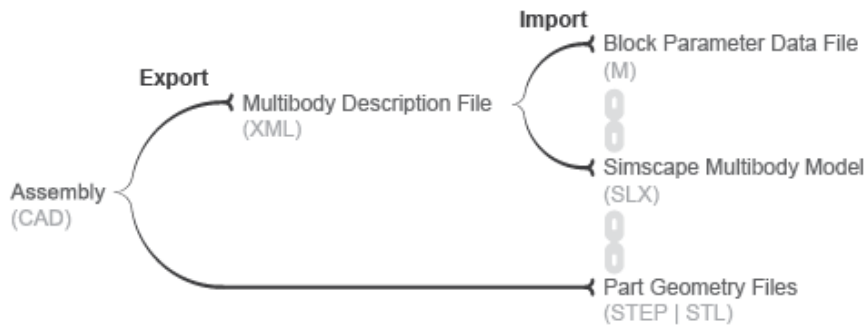 Import
Block Parameter Data File
(M)
Export
Multibody Description File
(XML)
Simscape Multibody Model
(SLX)
Assembly
(CAD)
Part Geometry Files
(STEP | STL)